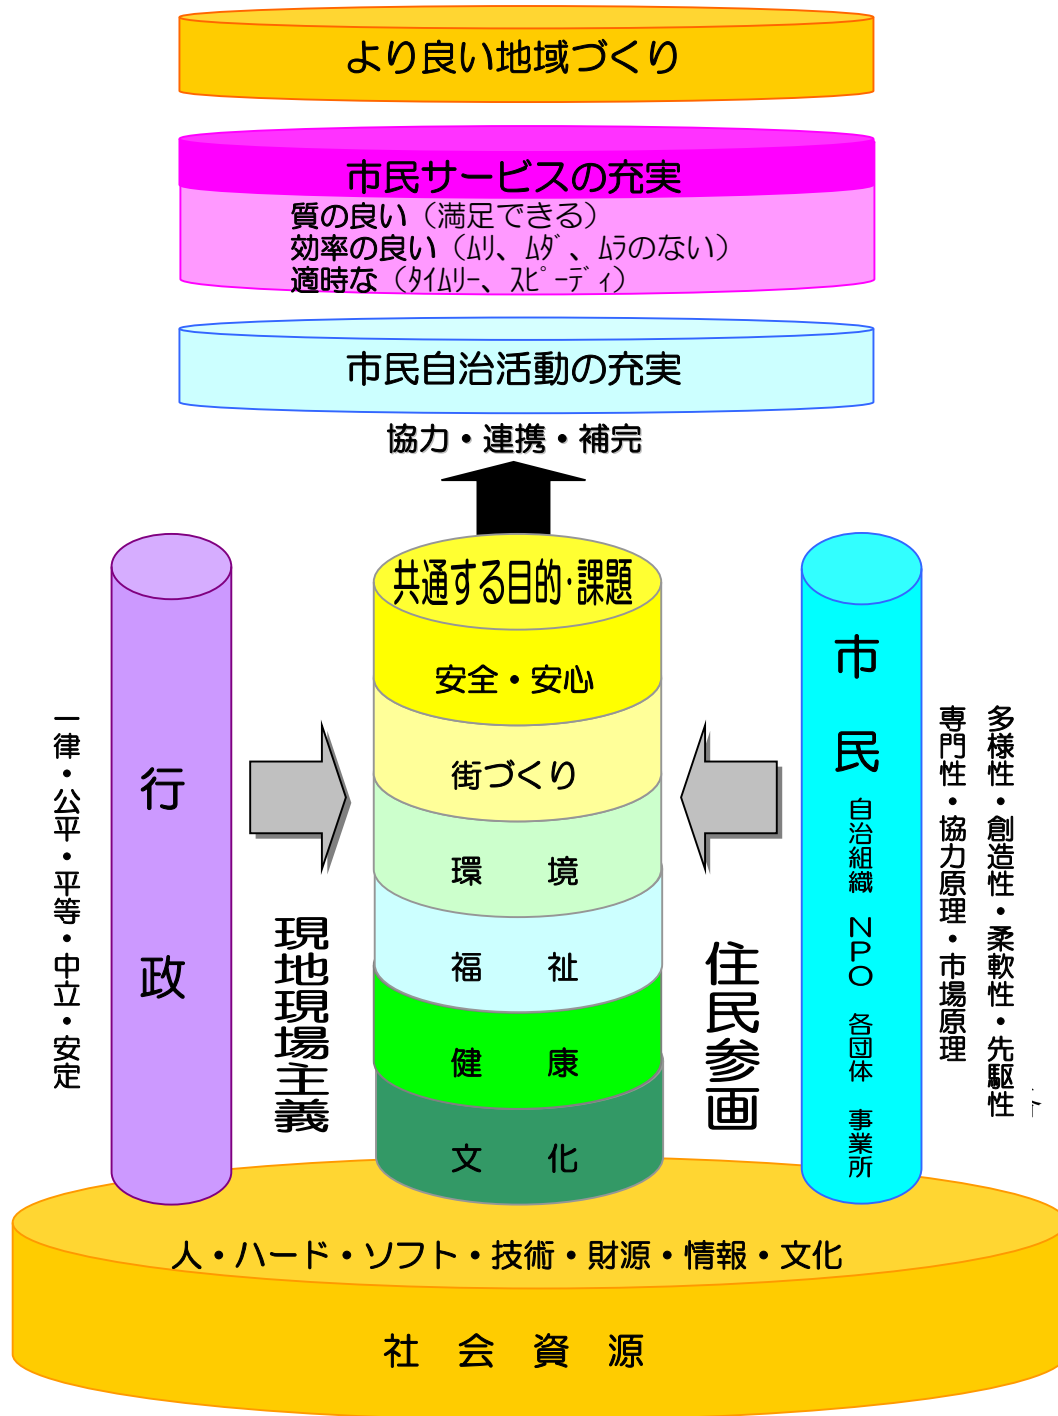 より良い地域づくり
市民サービスの充実
質の良い（満足できる）
効率の良い（ﾑﾘ、ﾑﾀﾞ、ﾑﾗのない）
適時な（ﾀｲﾑﾘｰ、ｽﾋﾟｰﾃﾞｨ）
市民自治活動の充実
協力・連携・補完
共通する目的・課題
安全・安心
街づくり
環　境
福　祉
健　康
文　化
一律・公平・平等・中立・安定
行　政
現地現場主義
住民参画
市　民　自治組織　ＮＰＯ　各団体　事業所
多様性・創造性・柔軟性・先駆性
専門性・協力原理・市場原理
人・ハード・ソフト・技術・財源・情報・文化
社　会　資　源